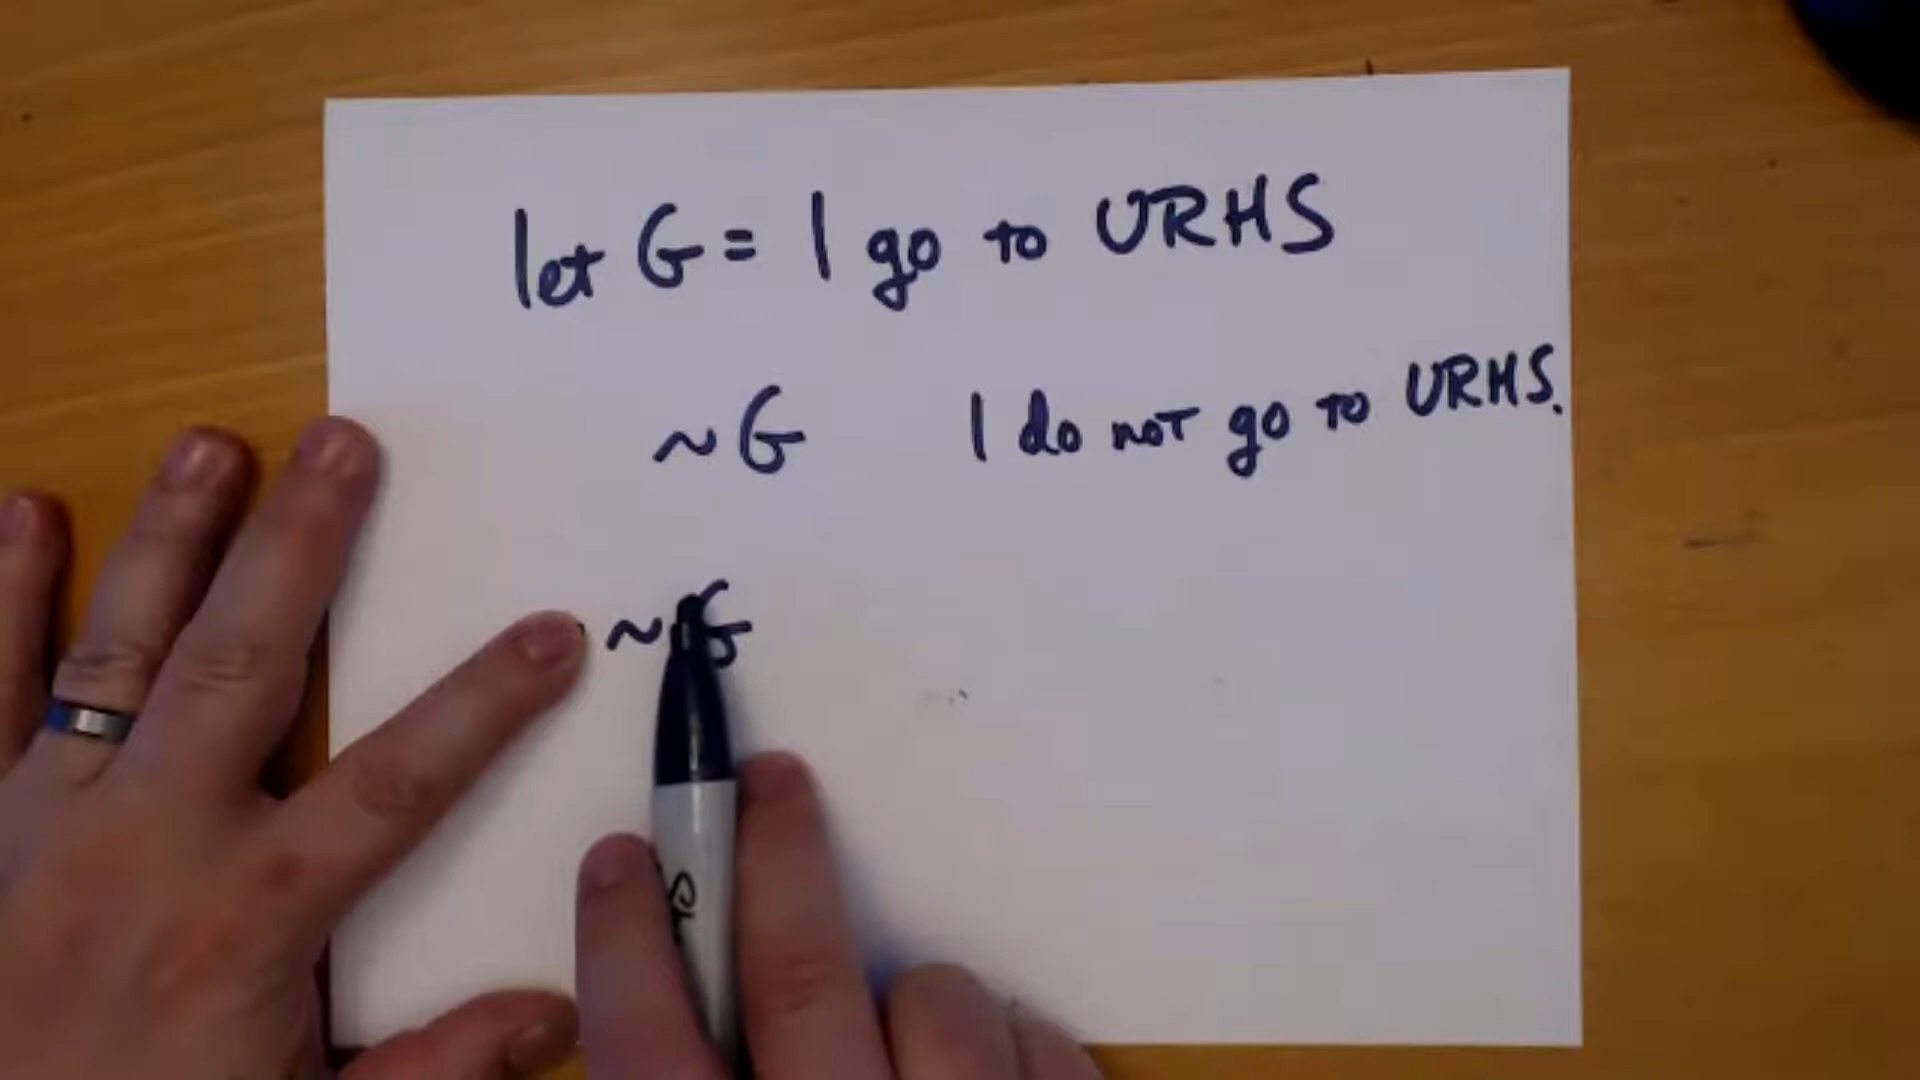 let G = I go to URHS
~G I do not go to URHS.
~G